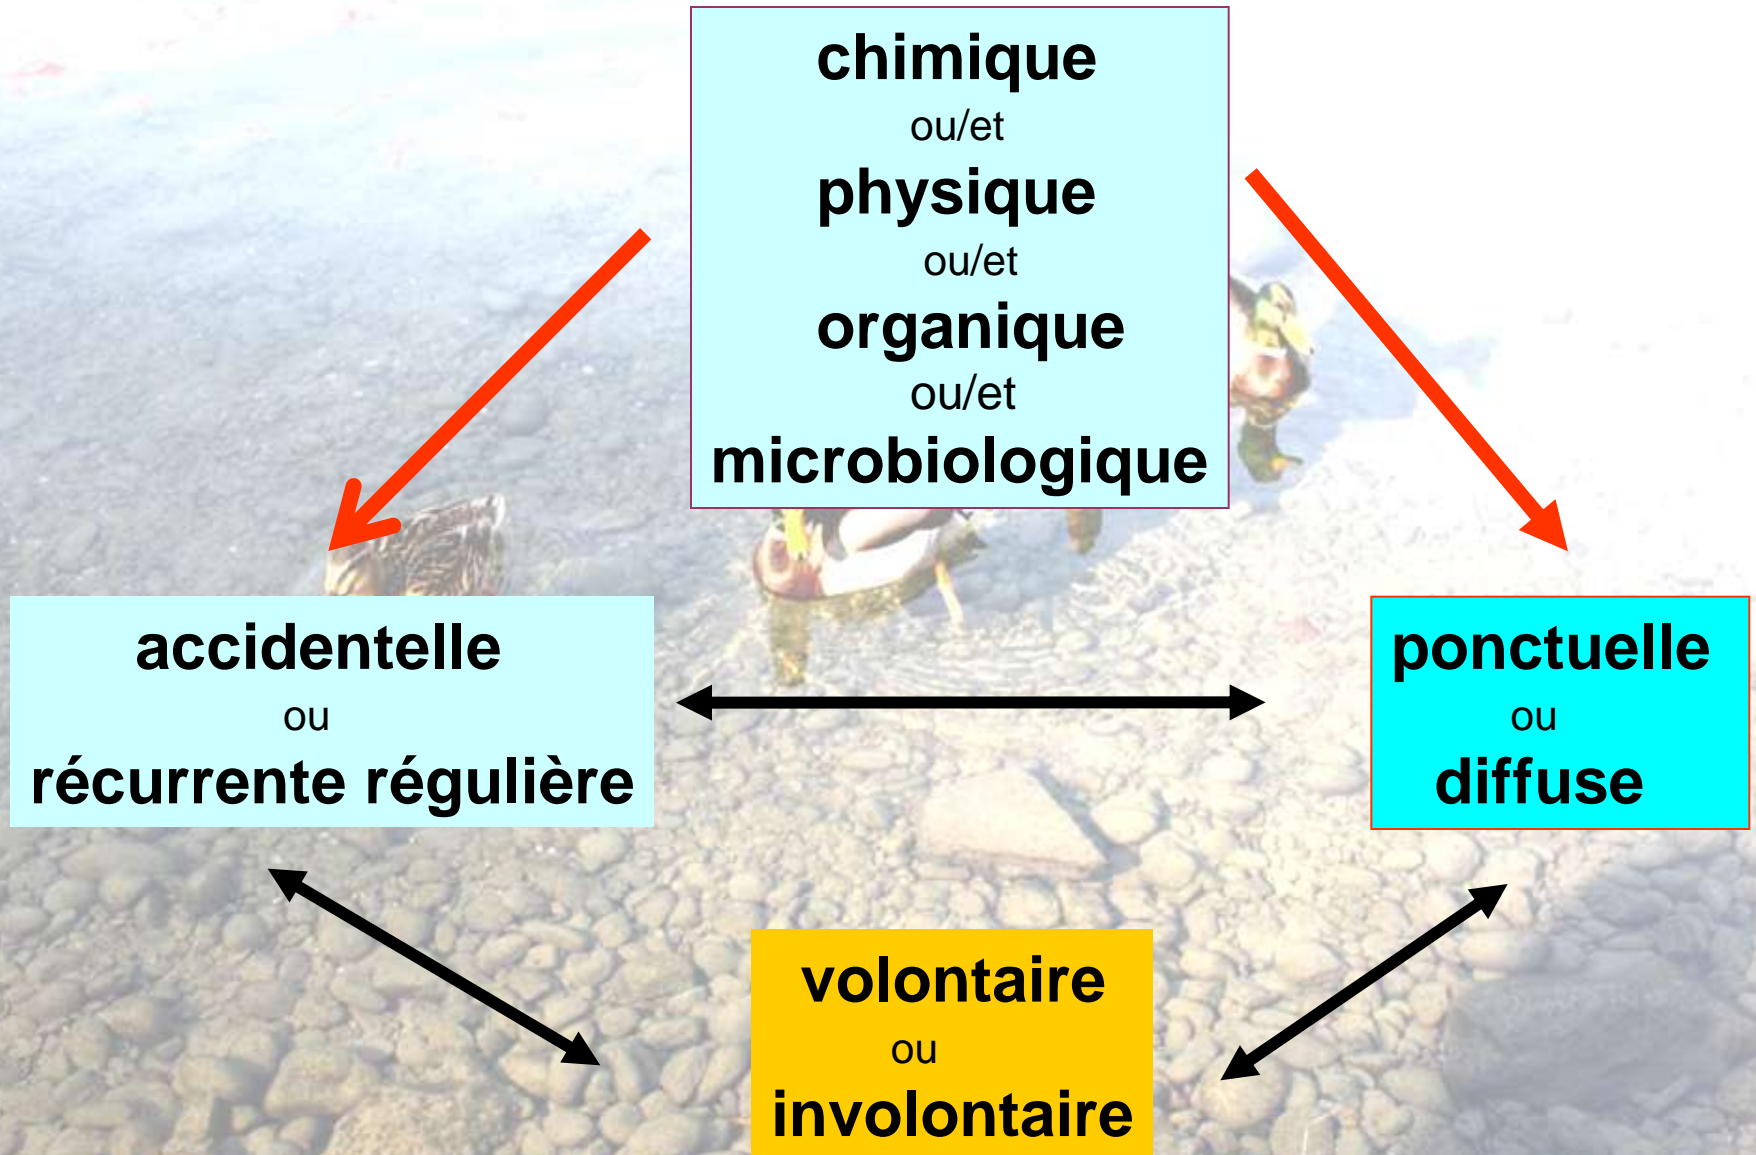 chimique
ou/et
physique
ou/et
organique
ou/et
microbiologique
accidentelle
ou
récurrente régulière
ponctuelle
ou
diffuse
volontaire
ou
involontaire